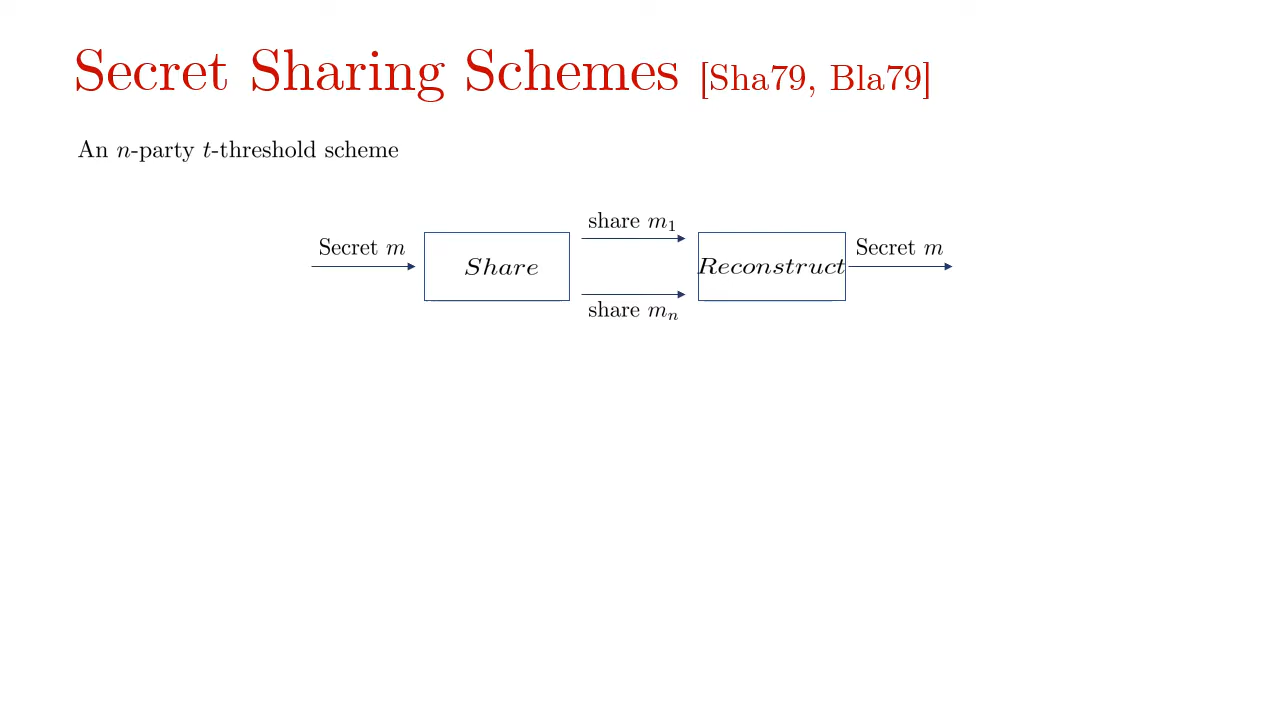 Secret Sharing Schemes [Sha79, Bla79]
An n-party t-threshold scheme
share m₁
Secret m
Share
Reconstruct
Secret m
share mₙ